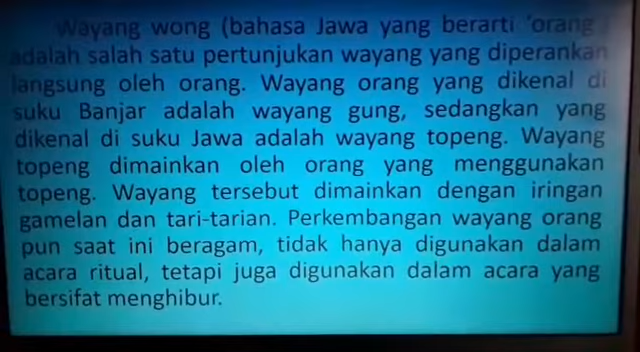 Wayang wong (bahasa Jawa yang berarti 'orang')
adalah salah satu pertunjukan wayang yang diperankan
langsung oleh orang. Wayang orang yang dikenal di
suku Banjar adalah wayang gung, sedangkan yang
dikenal di suku Jawa adalah wayang topeng. Wayang
topeng dimainkan oleh orang yang menggunakan
topeng. Wayang tersebut dimainkan dengan iringan
gamelan dan tari-tarian. Perkembangan wayang orang
pun saat ini beragam, tidak hanya digunakan dalam
acara ritual, tetapi juga digunakan dalam acara yang
bersifat menghibur.